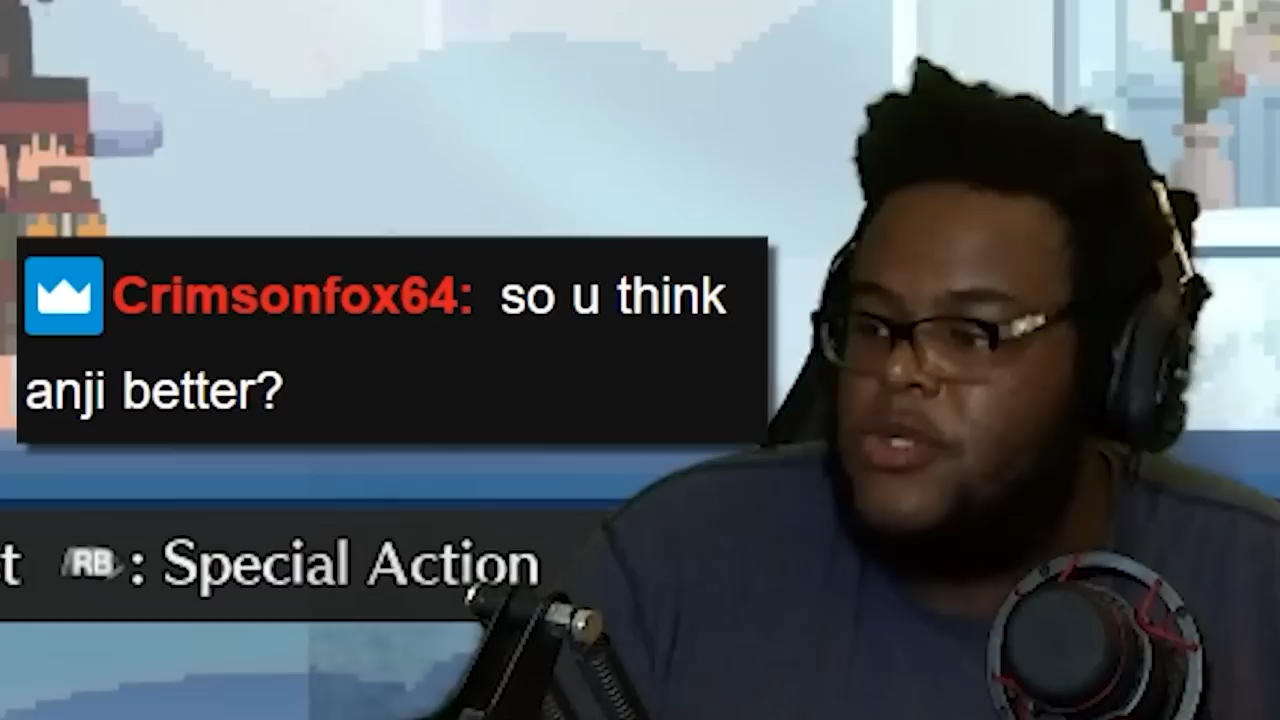 Crimsonfox64: so u think
anji better?
t RB : Special Action